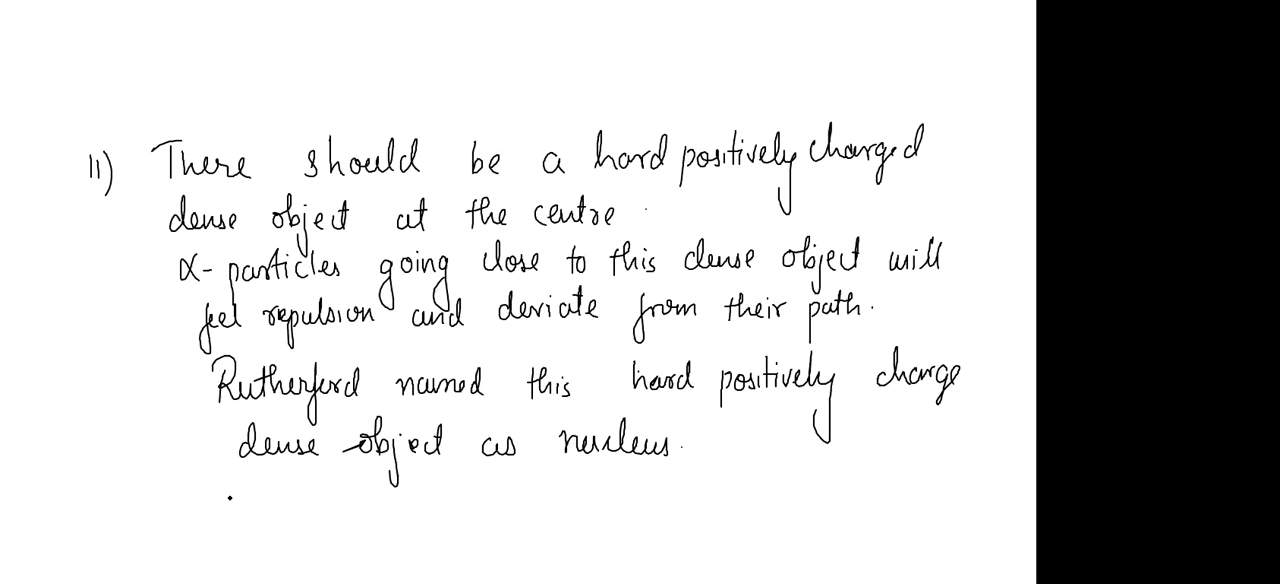 11) There should be a hard positively charged
dense object at the centre
α-particles going close to this dense object will
feel repulsion and deviate from their path.
Rutherford named this hard positively charge
dense object as nucleus.